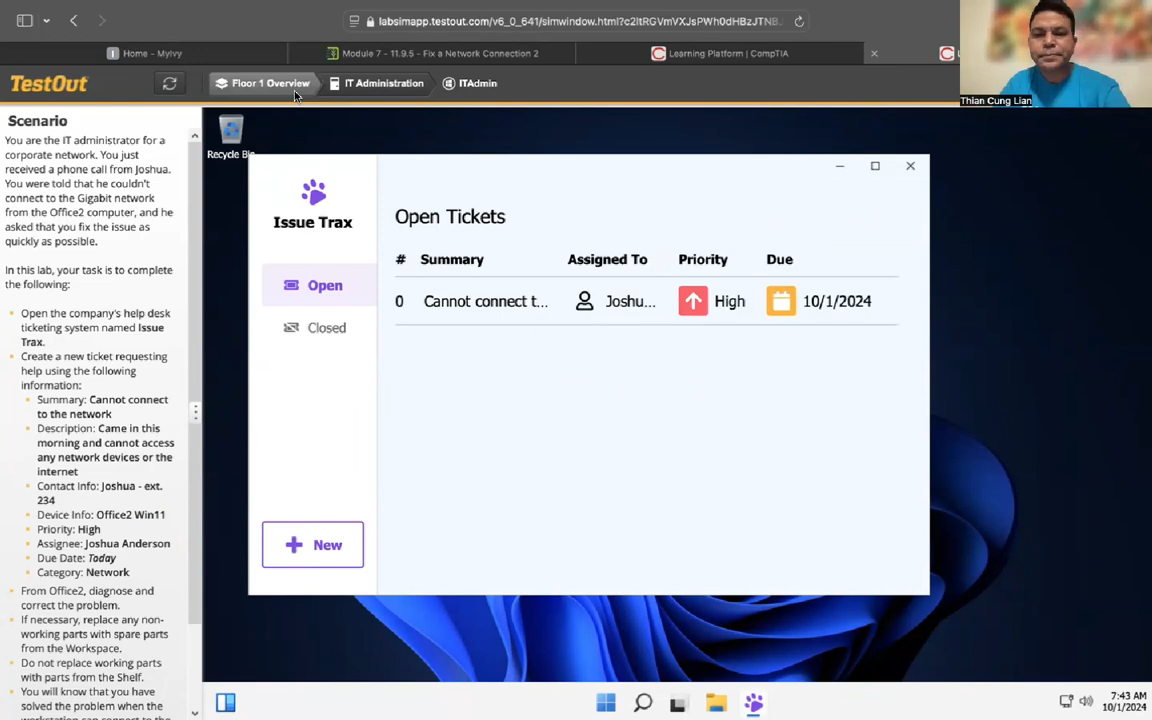 labsimapp.testout.com/v6_0_641/simwindow.html?c2ltRGVmVXJsPWh0dHBzJTNB...
Home - MyIvy
Module 7 - 11.9.5 - Fix a Network Connection 2
Learning Platform | CompTIA
Thian Cung Lian
TestOut
Floor 1 Overview
IT Administration
ITAdmin
Scenario
You are the IT administrator for a
corporate network. You just
received a phone call from Joshua.
You were told that he couldn't
connect to the Gigabit network
from the Office2 computer, and he
asked that you fix the issue as
quickly as possible.
In this lab, your task is to complete
the following:
Open the company's help desk
ticketing system named Issue
Trax.
Create a new ticket requesting
help using the following
information:
Summary: Cannot connect
to the network
Description: Came in this
morning and cannot access
any network devices or the
internet
Contact Info: Joshua - ext.
234
Device Info: Office2 Win11
Priority: High
Assignee: Joshua Anderson
Due Date: Today
Category: Network
From Office2, diagnose and
correct the problem.
If necessary, replace any non-
working parts with spare parts
from the Workspace.
Do not replace working parts
with parts from the Shelf.
You will know that you have
solved the problem when the
workstation can connect to the
Recycle Bin
Issue Trax
Open
Closed
New
Open Tickets
# Summary Assigned To Priority Due
0 Cannot connect t... Joshu... High 10/1/2024
7:43 AM
10/1/2024